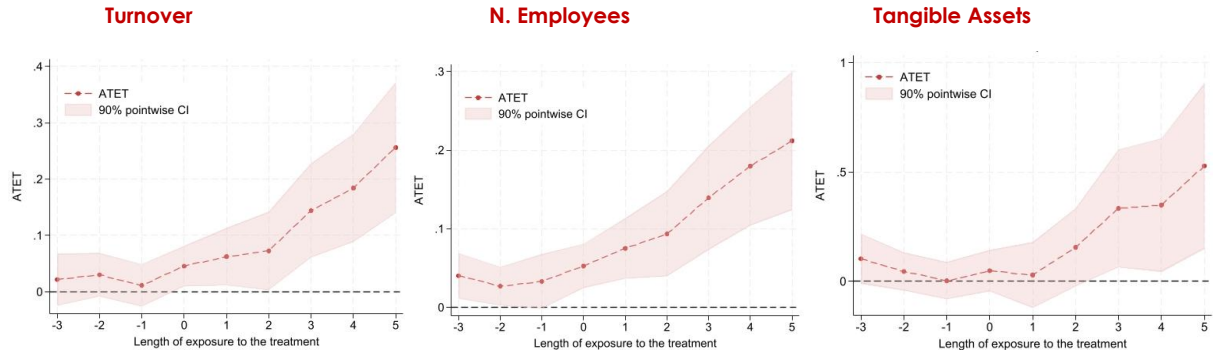 Turnover
.4
.3
.2
.1
0
ATET
ATET
90% pointwise CI
-3 -2 -1 0 1 2 3 4 5
Length of exposure to the treatment
N. Employees
.3
.2
.1
0
ATET
ATET
90% pointwise CI
-3 -2 -1 0 1 2 3 4 5
Length of exposure to the treatment
Tangible Assets
1
.5
0
ATET
ATET
90% pointwise CI
-3 -2 -1 0 1 2 3 4 5
Length of exposure to the treatment